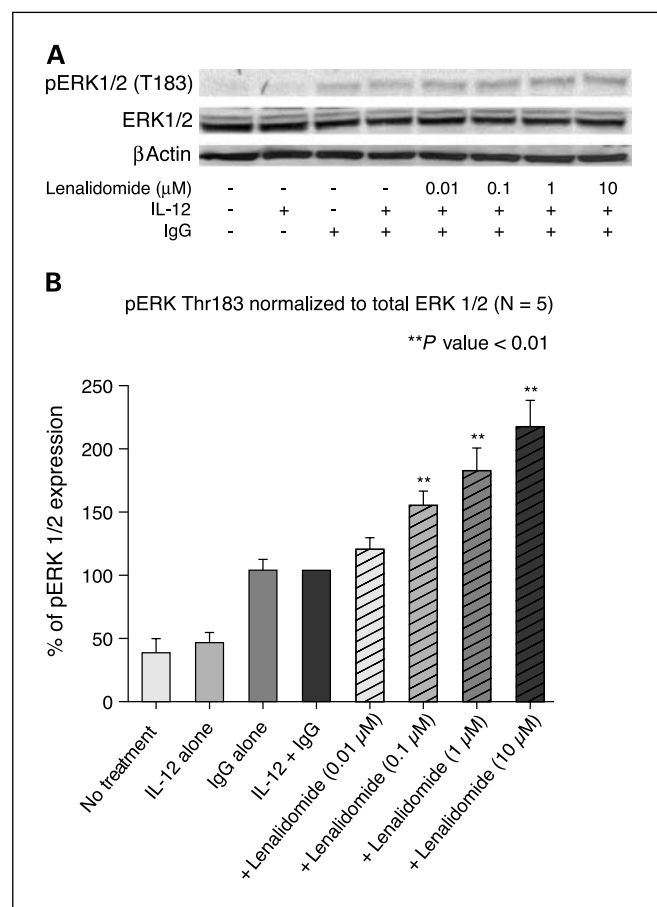 A
pERK1/2 (T183)
ERK1/2
βActin
Lenalidomide (μM) - - - - 0.01 0.1 1 10
IL-12 - + - + + + + +
IgG - - + + + + + +
B
pERK Thr183 normalized to total ERK 1/2 (N = 5)
**P value < 0.01
% of pERK 1/2 expression
250
200
150
100
50
0
**
**
**
No treatment
IL-12 alone
IgG alone
IL-12 + IgG
+ Lenalidomide (0.01 μM)
+ Lenalidomide (0.1 μM)
+ Lenalidomide (1 μM)
+ Lenalidomide (10 μM)